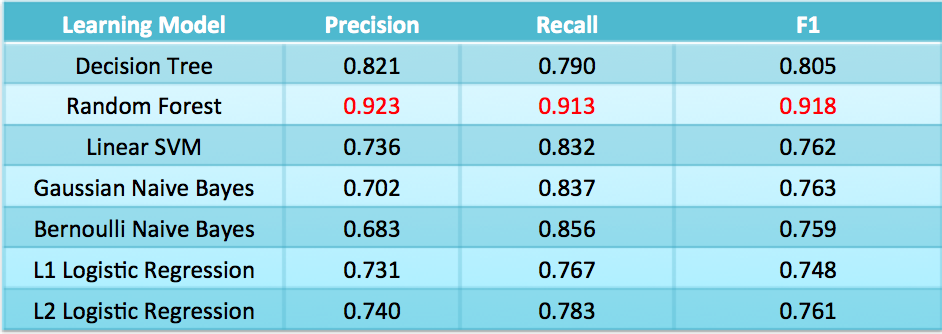 Learning Model Precision Recall F1
Decision Tree 0.821 0.790 0.805
Random Forest 0.923 0.913 0.918
Linear SVM 0.736 0.832 0.762
Gaussian Naive Bayes 0.702 0.837 0.763
Bernoulli Naive Bayes 0.683 0.856 0.759
L1 Logistic Regression 0.731 0.767 0.748
L2 Logistic Regression 0.740 0.783 0.761